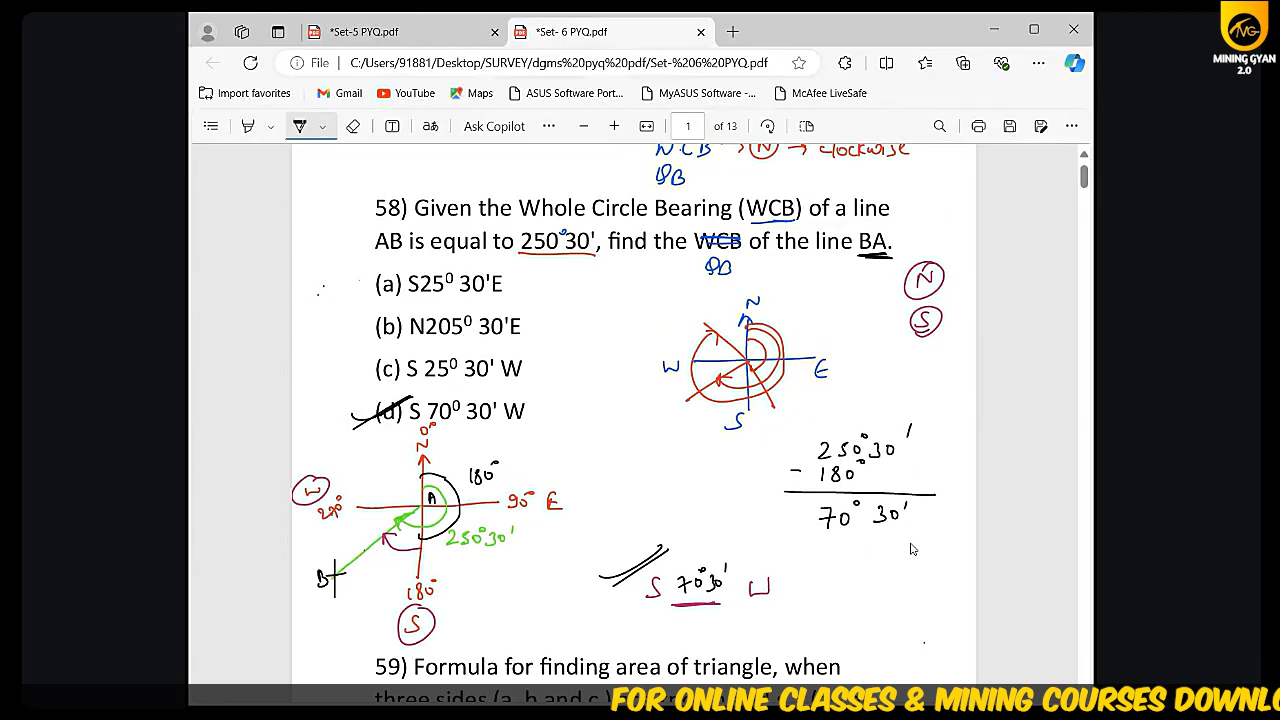 *Set-5 PYQ.pdf
*Set- 6 PYQ.pdf
File
C:/Users/91881/Desktop/SURVEY/dgms%20pyq%20pdf/Set-%206%20PYQ.pdf
Import favorites
Gmail
YouTube
Maps
ASUS Software Port...
MyASUS Software -...
McAfee LiveSafe
Ask Copilot
1 of 13
MINING GYAN
2.0
W.C.B → N → clockwise
QB
58) Given the Whole Circle Bearing (WCB) of a line
AB is equal to 250°30', find the WCB of the line BA.
QB
(a) S25⁰ 30'E
(b) N205⁰ 30'E
(c) S 25⁰ 30' W
(d) S 70⁰ 30' W
N
S
N
W
E
S
N 0°
180°
W
270°
A
90° E
250°30'
B
180°
S
250°30'
- 180°
70° 30'
S 70°30' W
59) Formula for finding area of triangle, when
FOR ONLINE CLASSES & MINING COURSES DOWNL